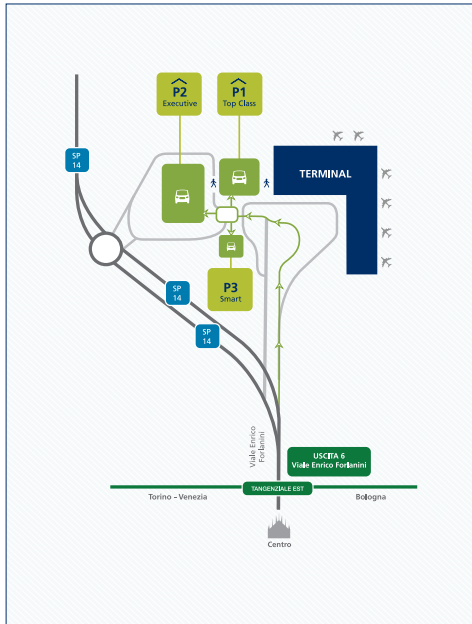 P2
Executive
P1
Top Class
TERMINAL
SP
14
P3
Smart
SP
14
SP
14
Viale Enrico
Forlanini
USCITA 6
Viale Enrico Forlanini
TANGENZIALE EST
Torino - Venezia
Bologna
Centro